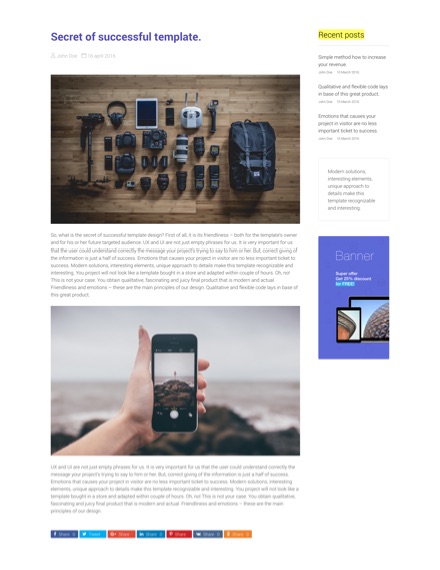 Secret of successful template.
John Doe 16 april 2016
So, what is the secret of successful template design? First of all, it is its friendliness – both for the template's owner
and for his or her future targeted audience. UX and UI are not just empty phrases for us. It is very important for us
that the user could understand correctly the message your project's trying to say to him or her. But, correct giving of
the information is just a half of success. Emotions that causes your project in visitor are no less important ticket to
success. Modern solutions, interesting elements, unique approach to details make this template recognizable and
interesting. You project will not look like a template bought in a store and adapted within couple of hours. Oh, no!
This is not your case. You obtain qualitative, fascinating and juicy final product that is modern and actual.
Friendliness and emotions – these are the main principles of our design. Qualitative and flexible code lays in base of
this great product.
UX and UI are not just empty phrases for us. It is very important for us that the user could understand correctly the
message your project's trying to say to him or her. But, correct giving of the information is just a half of success.
Emotions that causes your project in visitor are no less important ticket to success. Modern solutions, interesting
elements, unique approach to details make this template recognizable and interesting. You project will not look like a
template bought in a store and adapted within couple of hours. Oh, no! This is not your case. You obtain qualitative,
fascinating and juicy final product that is modern and actual. Friendliness and emotions – these are the main
principles of our design.
Share 0 Tweet Share Share 0 Share 0 Share 0 Share 0
Recent posts
Simple method how to increase
your revenue.
John Doe 15 March 2016
Qualitative and flexible code lays
in base of this great product.
John Doe 15 March 2016
Emotions that causes your
project in visitor are no less
important ticket to success.
John Doe 15 March 2016
Modern solutions,
interesting elements,
unique approach to
details make this
template recognizable
and interesting.
Banner
Super offer
Get 25% discount
for FREE!